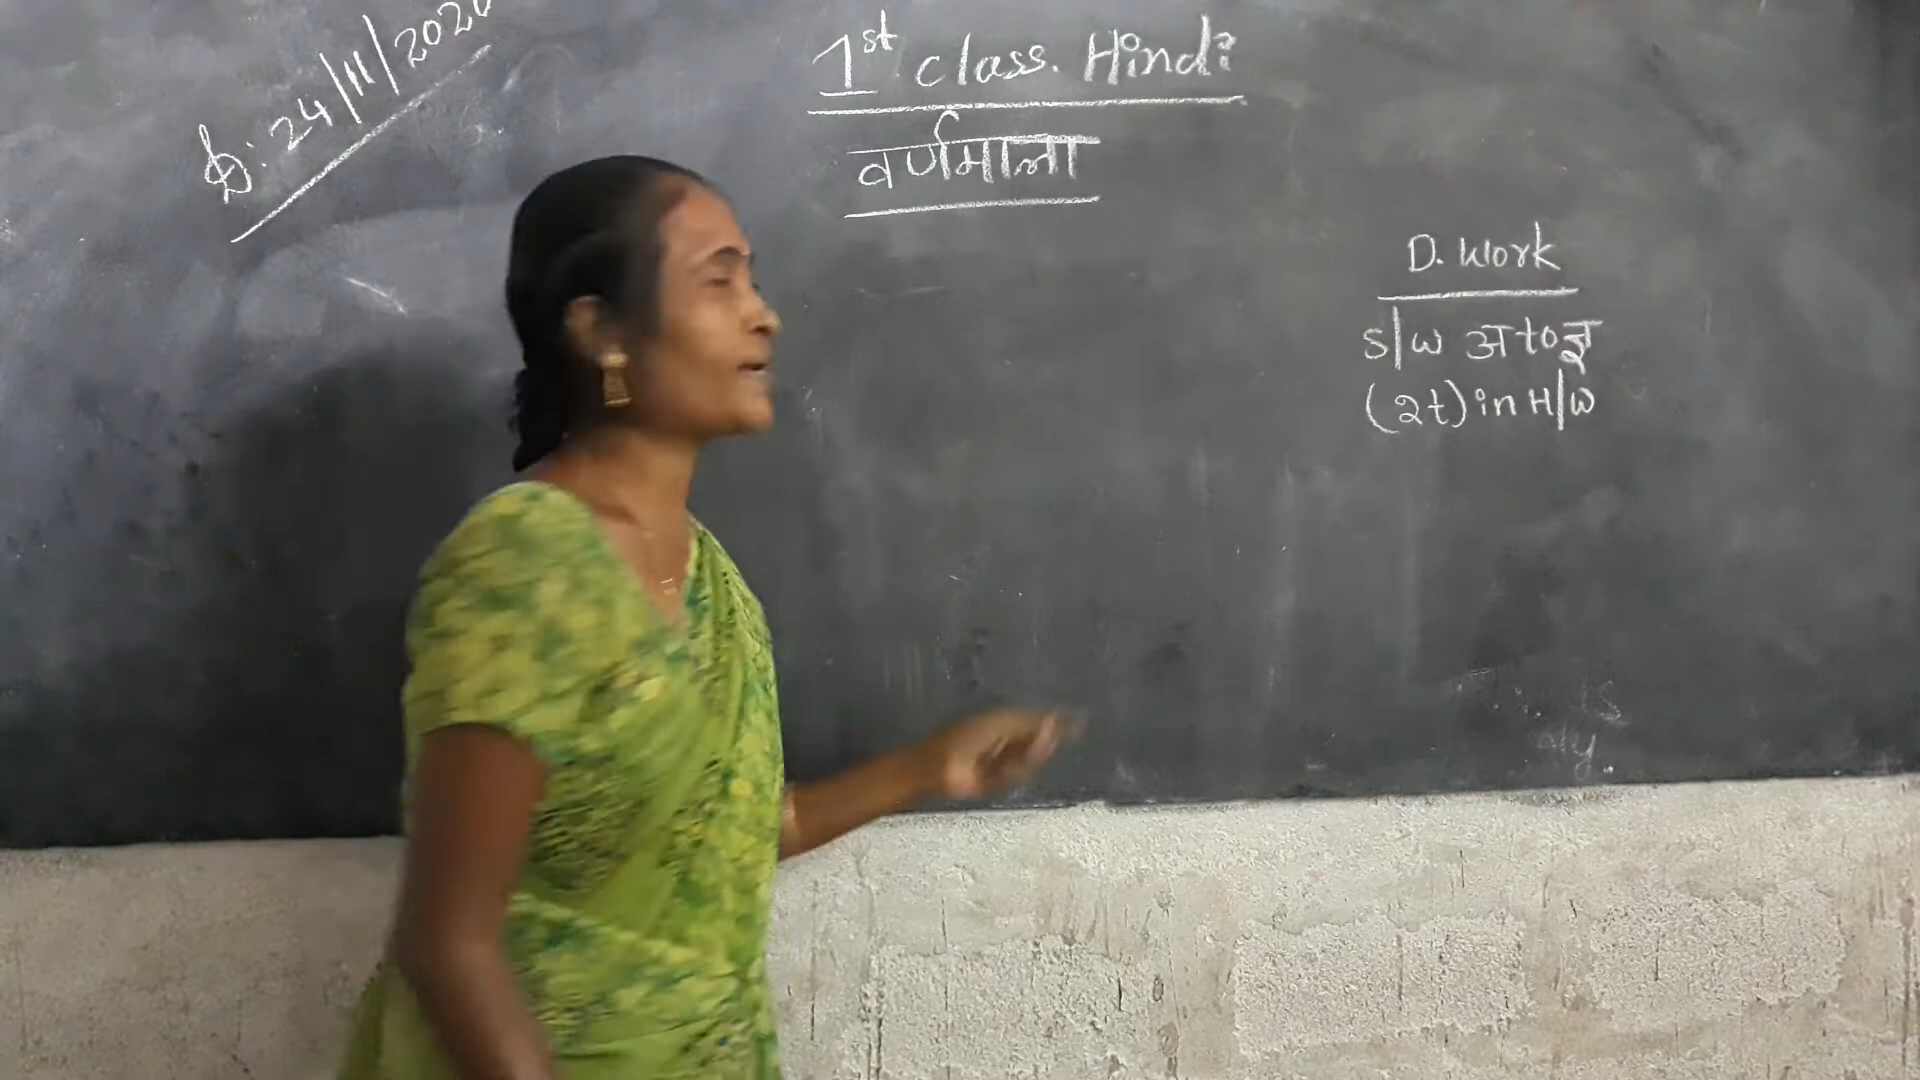 D: 24/11/2020
1st class. Hindi
वर्णमाला
D. Work
S/w अ to ज्ञ
(2t) in H/W